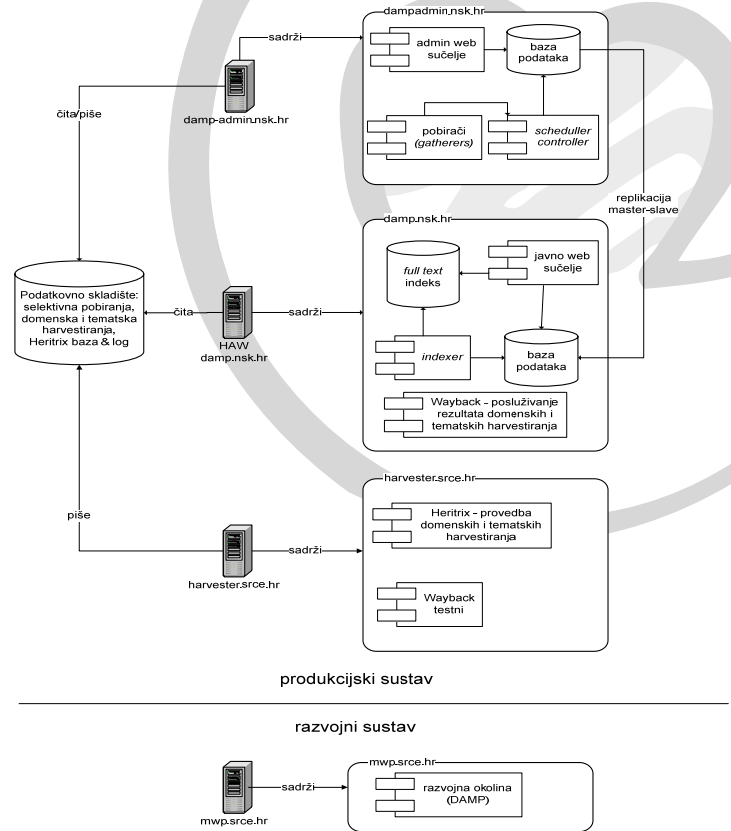 dampadmin.nsk.hr
sadrži
admin web
sučelje
baza
podataka
damp-admin.nsk.hr
čita/piše
pobirači
(gatherers)
scheduller
controller
replikacija
master-slave
damp.nsk.hr
full text
indeks
javno web
sučelje
Podatkovno skladište:
selektivna pobiranja,
domenska i tematska
harvestiranja,
Heritrix baza & log
čita
HAW
damp.nsk.hr
sadrži
indexer
baza
podataka
Wayback - posluživanje
rezultata domenskih i
tematskih harvestiranja
harvester.srce.hr
Heritrix - provedba
domenskih i tematskih
harvestiranja
piše
harvester.srce.hr
sadrži
Wayback
testni
produkcijski sustav
razvojni sustav
mwp.srce.hr
sadrži
razvojna okolina
(DAMP)
mwp.srce.hr